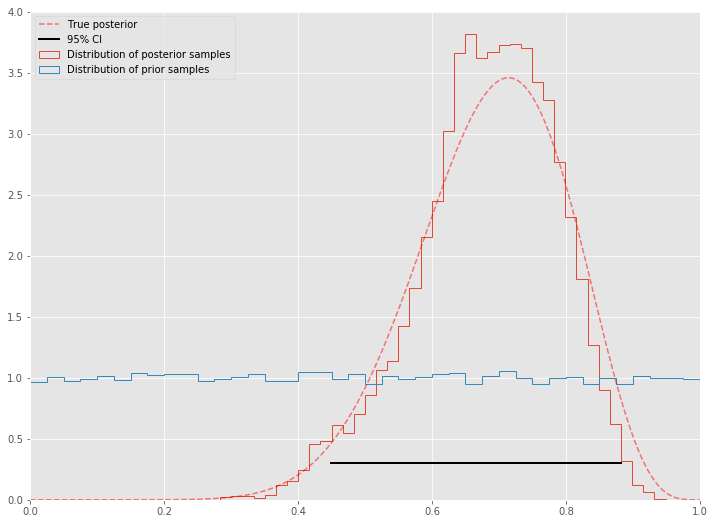 4.0
True posterior
95% CI
Distribution of posterior samples
Distribution of prior samples
3.5
3.0
2.5
2.0
1.5
1.0
0.5
0.0
0.0 0.2 0.4 0.6 0.8 1.0